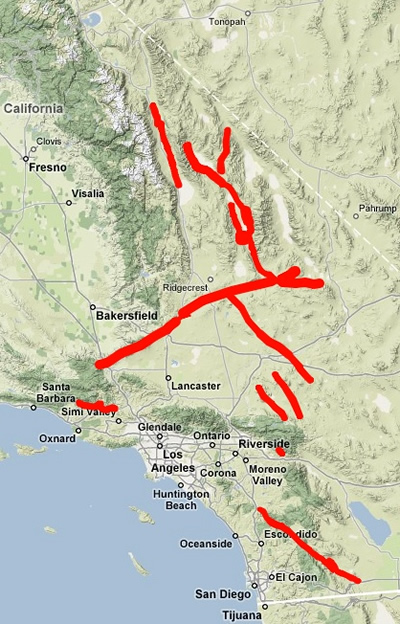 Tonopah
California
Clovis
Fresno
Visalia
Pahrump
Ridgecrest
Bakersfield
Lancaster
Santa
Barbara
Simi Valley
Oxnard
Glendale
Ontario
Riverside
Los
Angeles
Corona
Moreno
Valley
Huntington
Beach
Oceanside
Escondido
El Cajon
San Diego
Tijuana